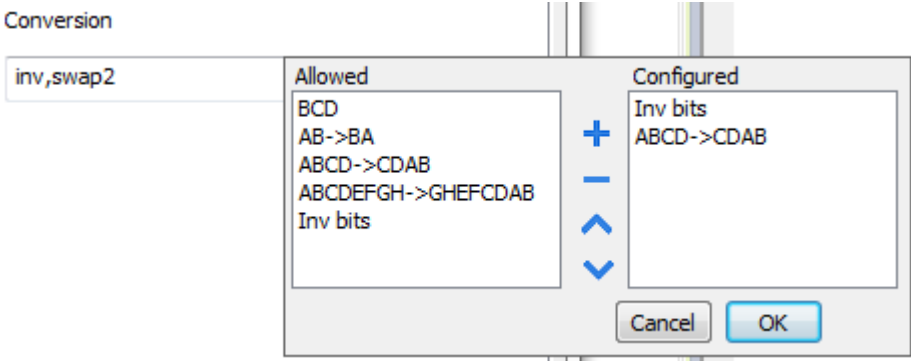 Conversion
inv,swap2
Allowed
BCD
AB->BA
ABCD->CDAB
ABCDEFGH->GHEFCDAB
Inv bits
Configured
Inv bits
ABCD->CDAB
Cancel
OK